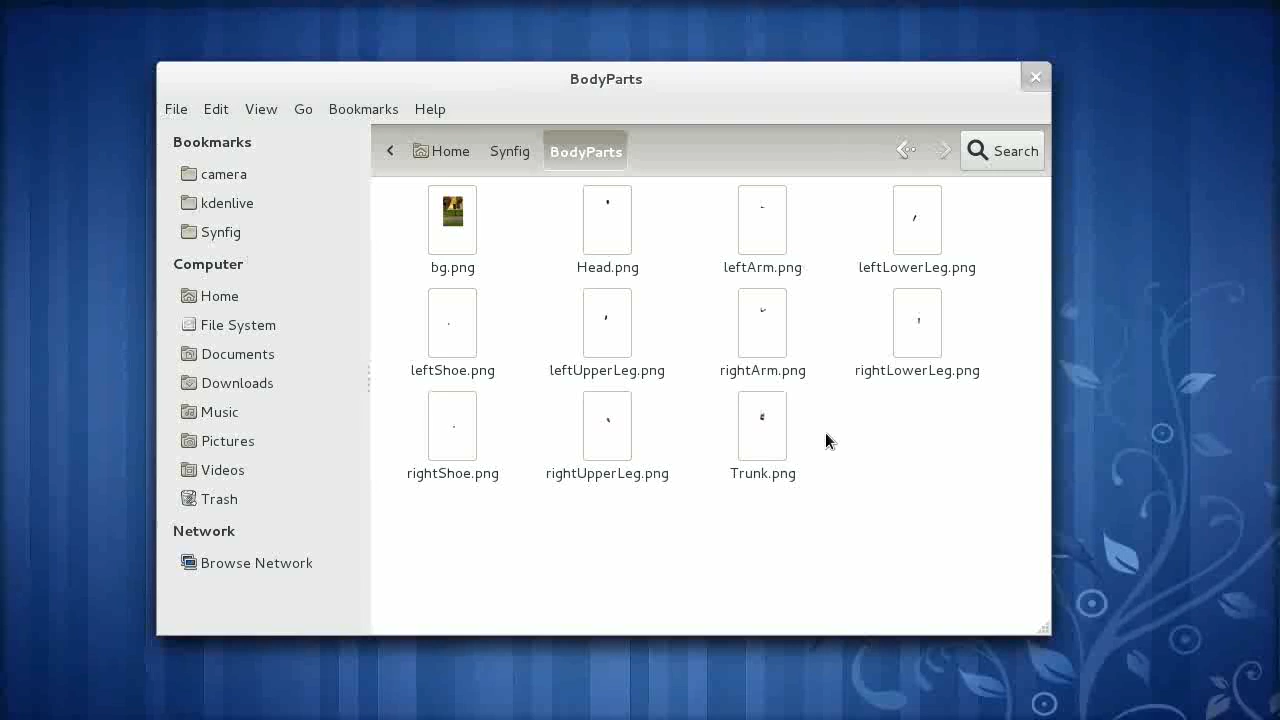 BodyParts
File Edit View Go Bookmarks Help
Bookmarks
camera
kdenlive
Synfig
Computer
Home
File System
Documents
Downloads
Music
Pictures
Videos
Trash
Network
Browse Network
Home Synfig BodyParts Search
bg.png Head.png leftArm.png leftLowerLeg.png
leftShoe.png leftUpperLeg.png rightArm.png rightLowerLeg.png
rightShoe.png rightUpperLeg.png Trunk.png